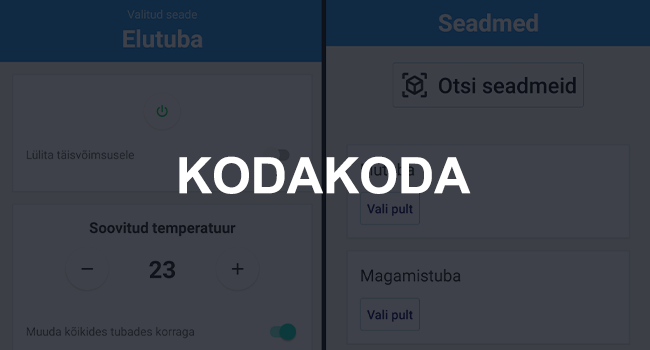 Valitud seade
Elutuba
Lülita täisvõimsusele
Soovitud temperatuur
− 23 +
Muuda kõikides tubades korraga
KODAKODA
Seadmed
Otsi seadmeid
Elutuba
Vali pult
Magamistuba
Vali pult